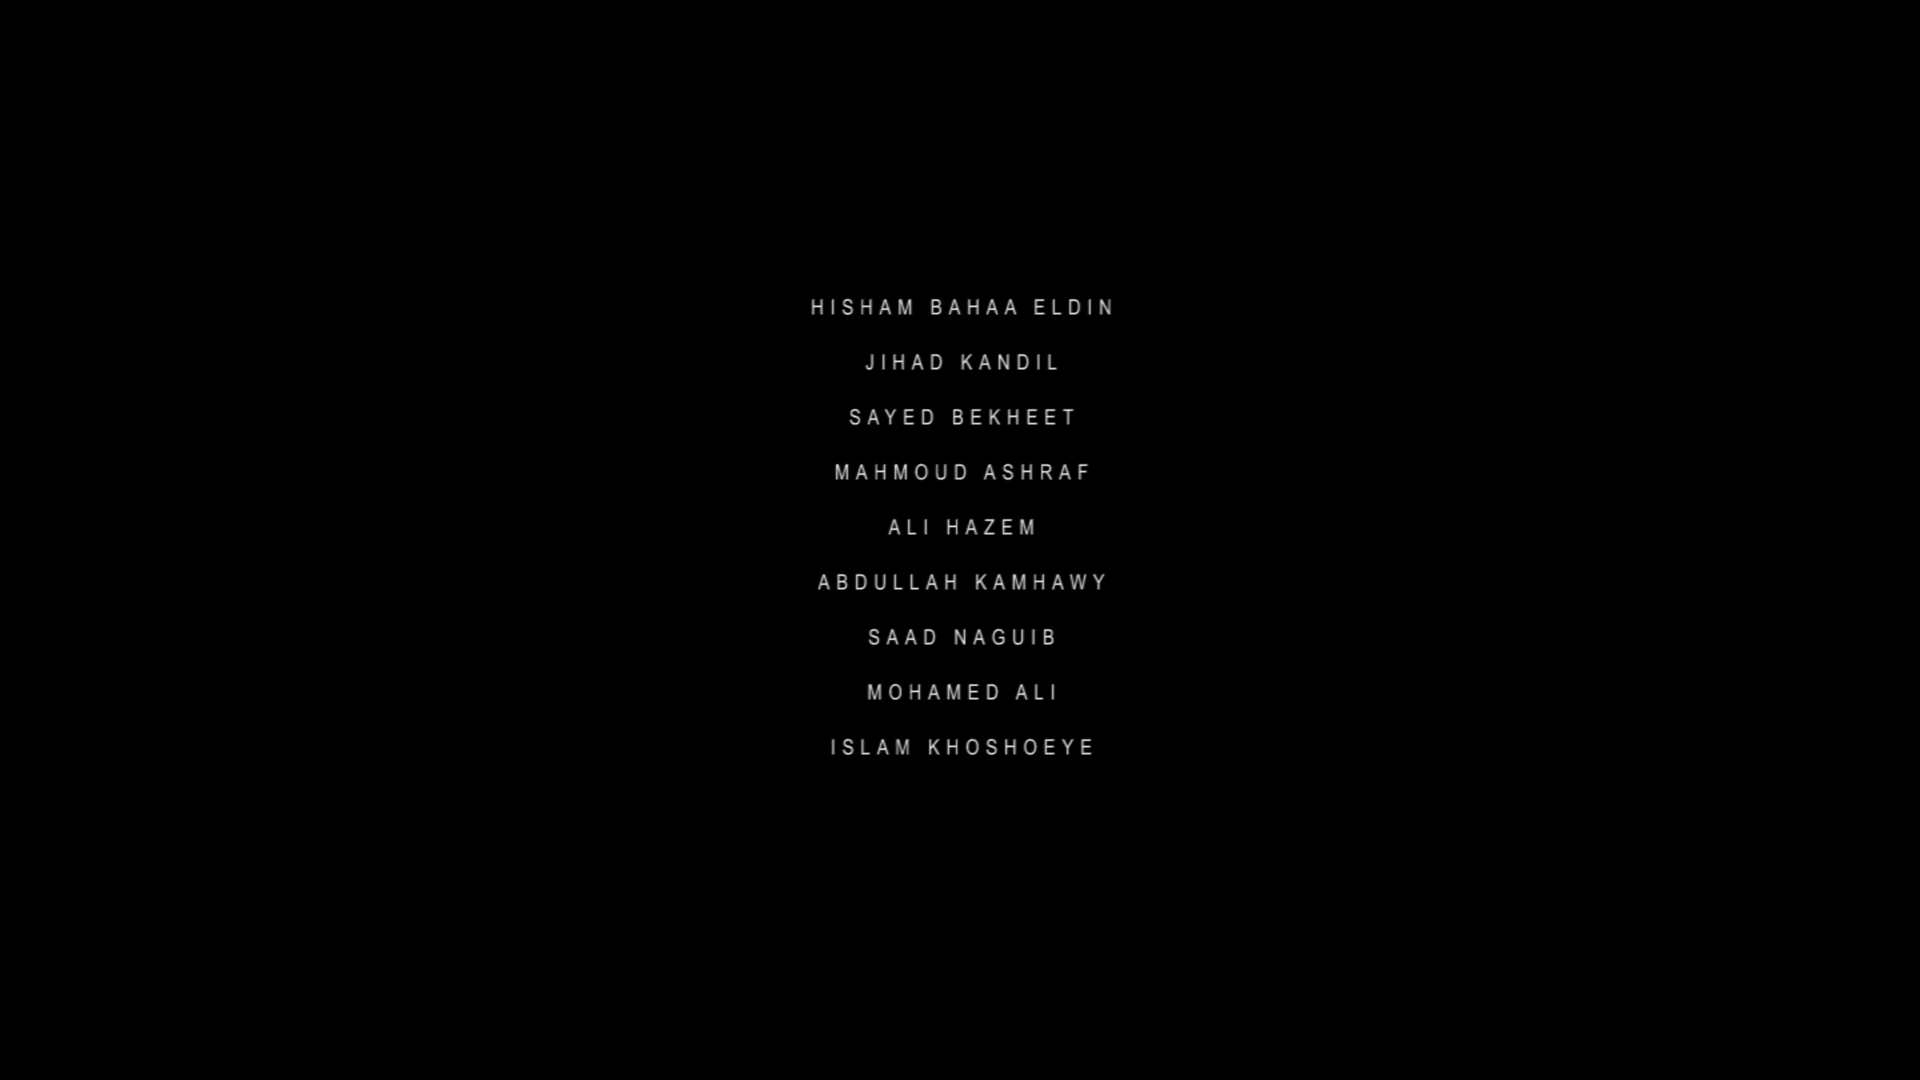 HISHAM BAHAA ELDIN
JIHAD KANDIL
SAYED BEKHEET
MAHMOUD ASHRAF
ALI HAZEM
ABDULLAH KAMHAWY
SAAD NAGUIB
MOHAMED ALI
ISLAM KHOSHOEYE